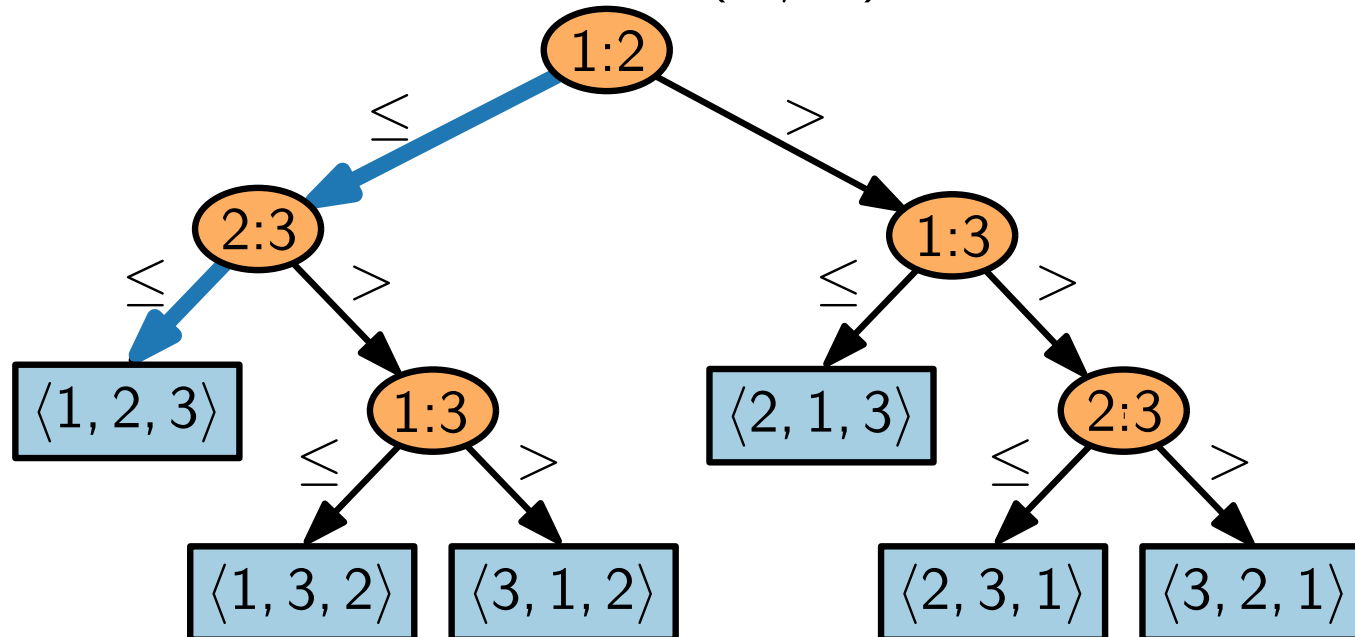 1:2
≤ >
2:3 1:3
≤ > ≤ >
⟨1, 2, 3⟩ 1:3 ⟨2, 1, 3⟩ 2:3
≤ > ≤ >
⟨1, 3, 2⟩ ⟨3, 1, 2⟩ ⟨2, 3, 1⟩ ⟨3, 2, 1⟩